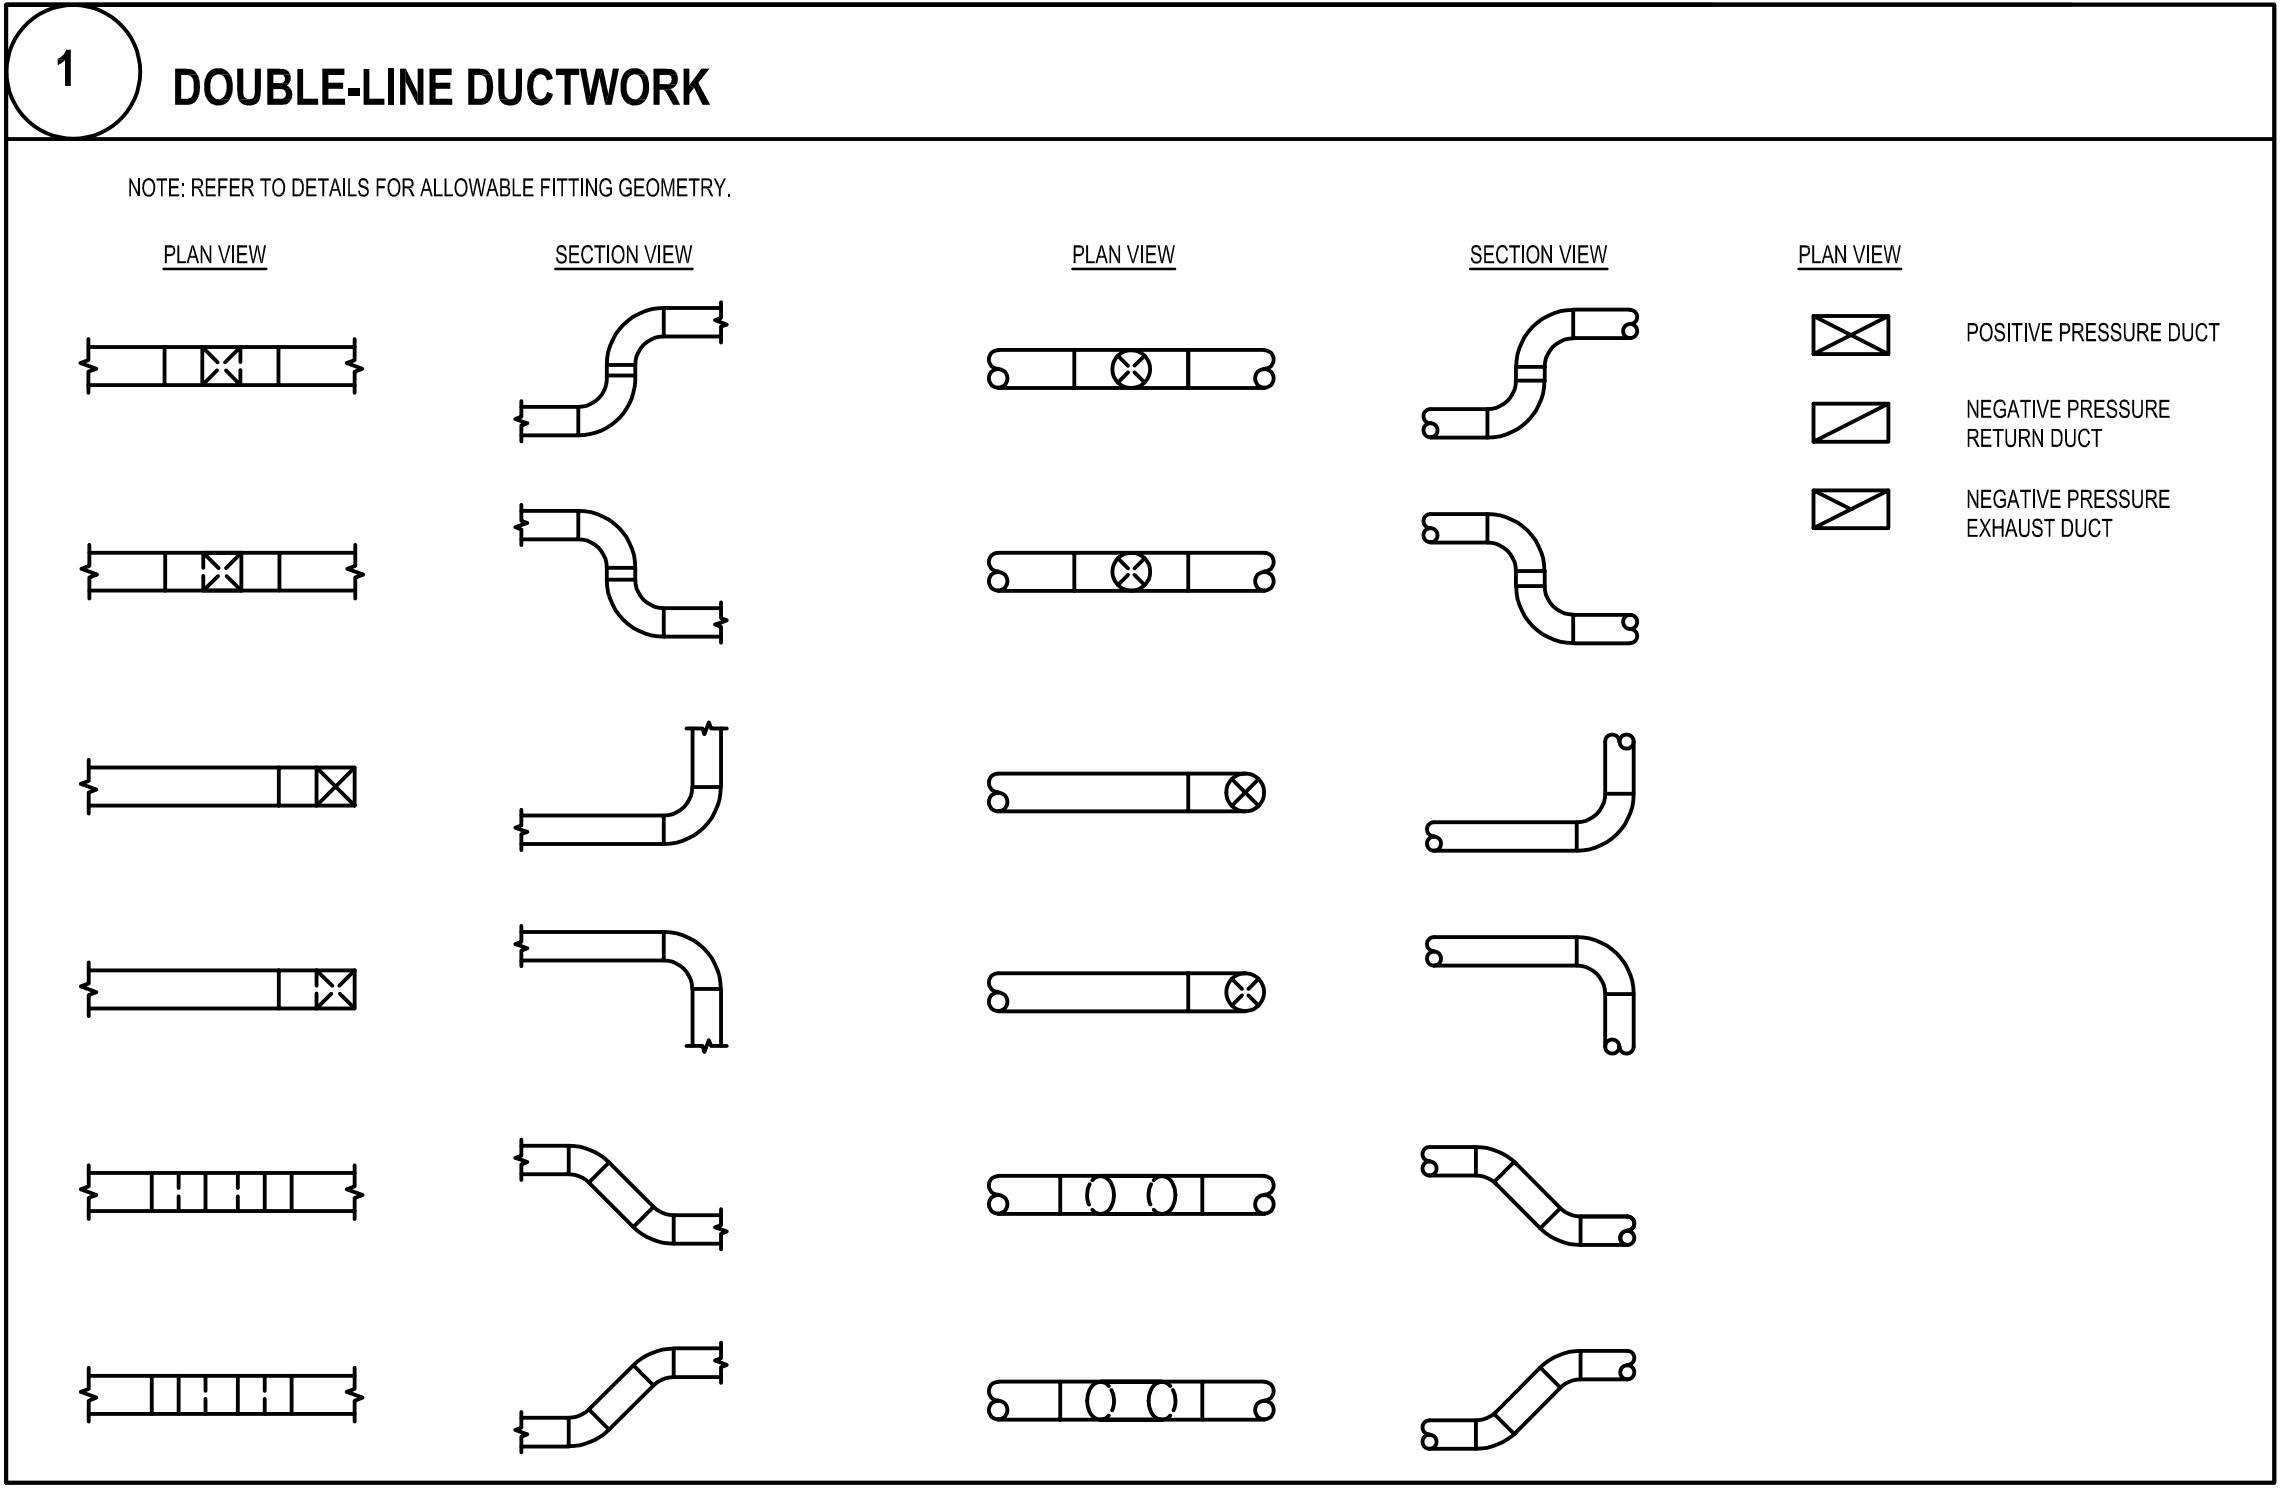 1
DOUBLE-LINE DUCTWORK
NOTE: REFER TO DETAILS FOR ALLOWABLE FITTING GEOMETRY.
PLAN VIEW
SECTION VIEW
PLAN VIEW
SECTION VIEW
PLAN VIEW
POSITIVE PRESSURE DUCT
NEGATIVE PRESSURE
RETURN DUCT
NEGATIVE PRESSURE
EXHAUST DUCT